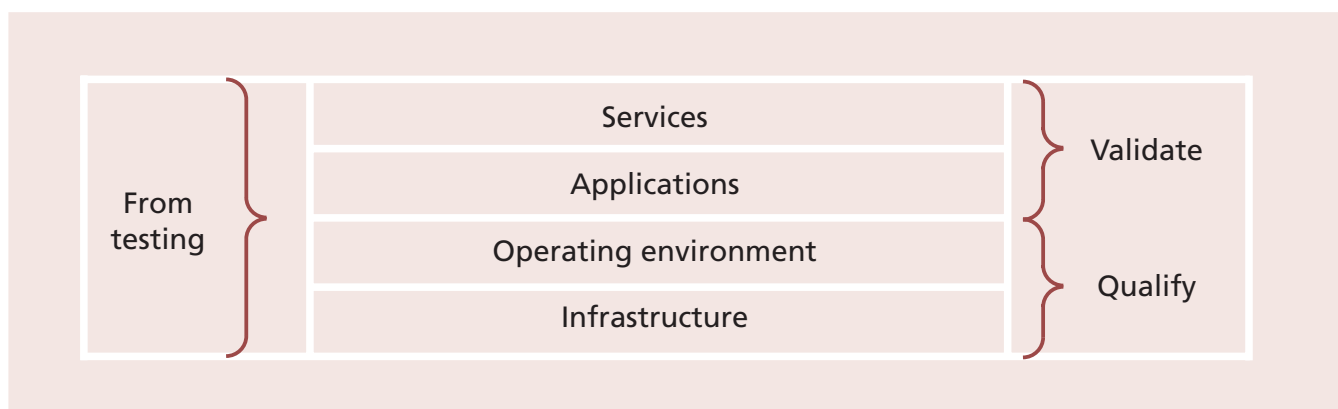 From
testing
Services
Applications
Operating environment
Infrastructure
Validate
Qualify